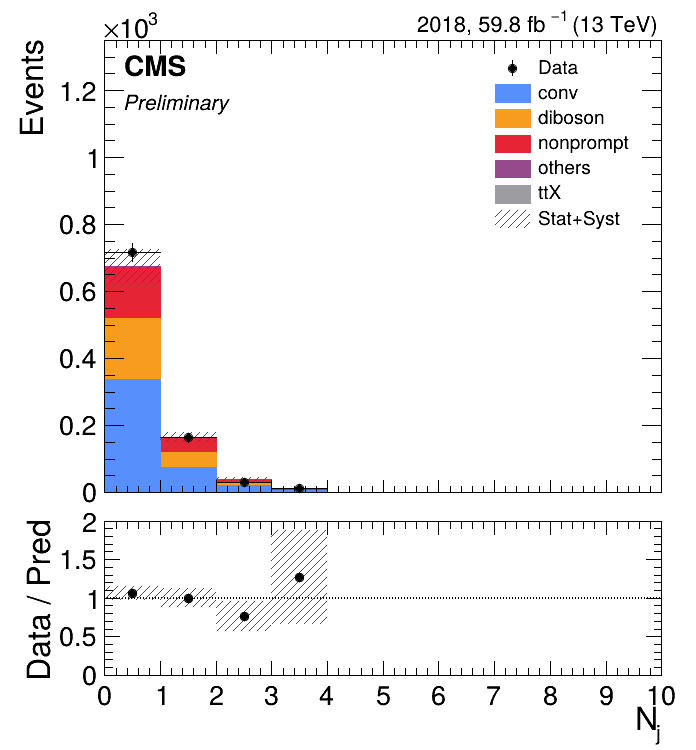 ×10³ 2018, 59.8 fb⁻¹ (13 TeV)
Events
CMS
Preliminary
Data
conv
diboson
nonprompt
others
ttX
Stat+Syst
1.2
1
0.8
0.6
0.4
0.2
0
Data / Pred
2
1.5
1
0.5
0
0 1 2 3 4 5 6 7 8 9 10
N_j